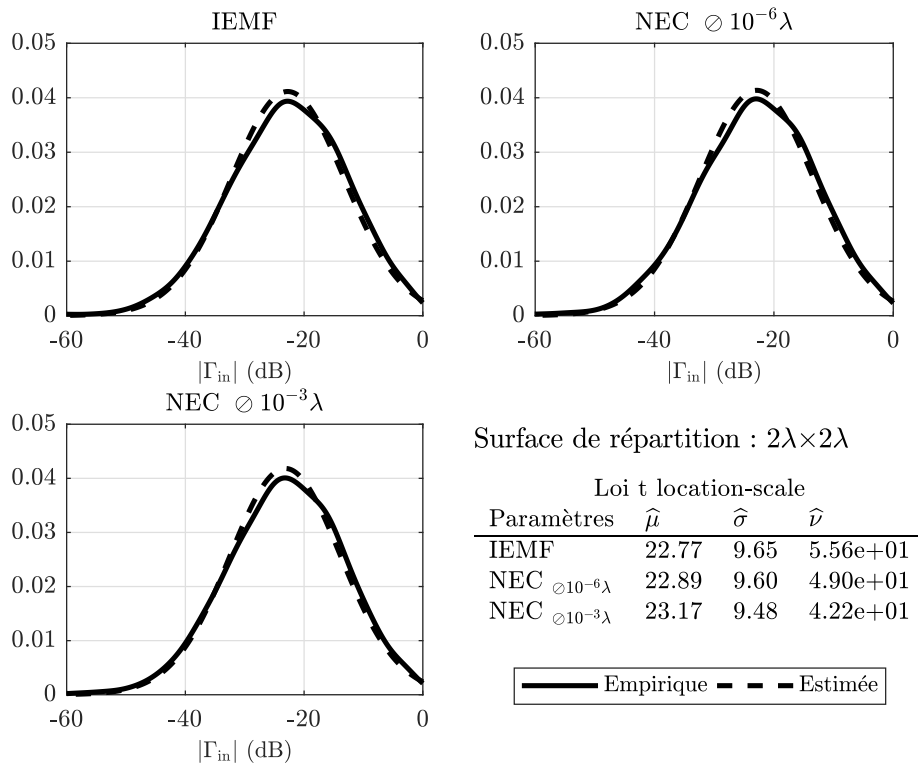 IEMF
0.05
0.04
0.03
0.02
0.01
0
-60 -40 -20 0
|Γin| (dB)
NEC ⊘ 10⁻⁶λ
0.05
0.04
0.03
0.02
0.01
0
-60 -40 -20 0
|Γin| (dB)
NEC ⊘ 10⁻³λ
0.05
0.04
0.03
0.02
0.01
0
-60 -40 -20 0
|Γin| (dB)
Surface de répartition : 2λ×2λ
Loi t location-scale
Paramètres μ̂ σ̂ ν̂
IEMF 22.77 9.65 5.56e+01
NEC ⊘10⁻⁶λ 22.89 9.60 4.90e+01
NEC ⊘10⁻³λ 23.17 9.48 4.22e+01
Empirique Estimée